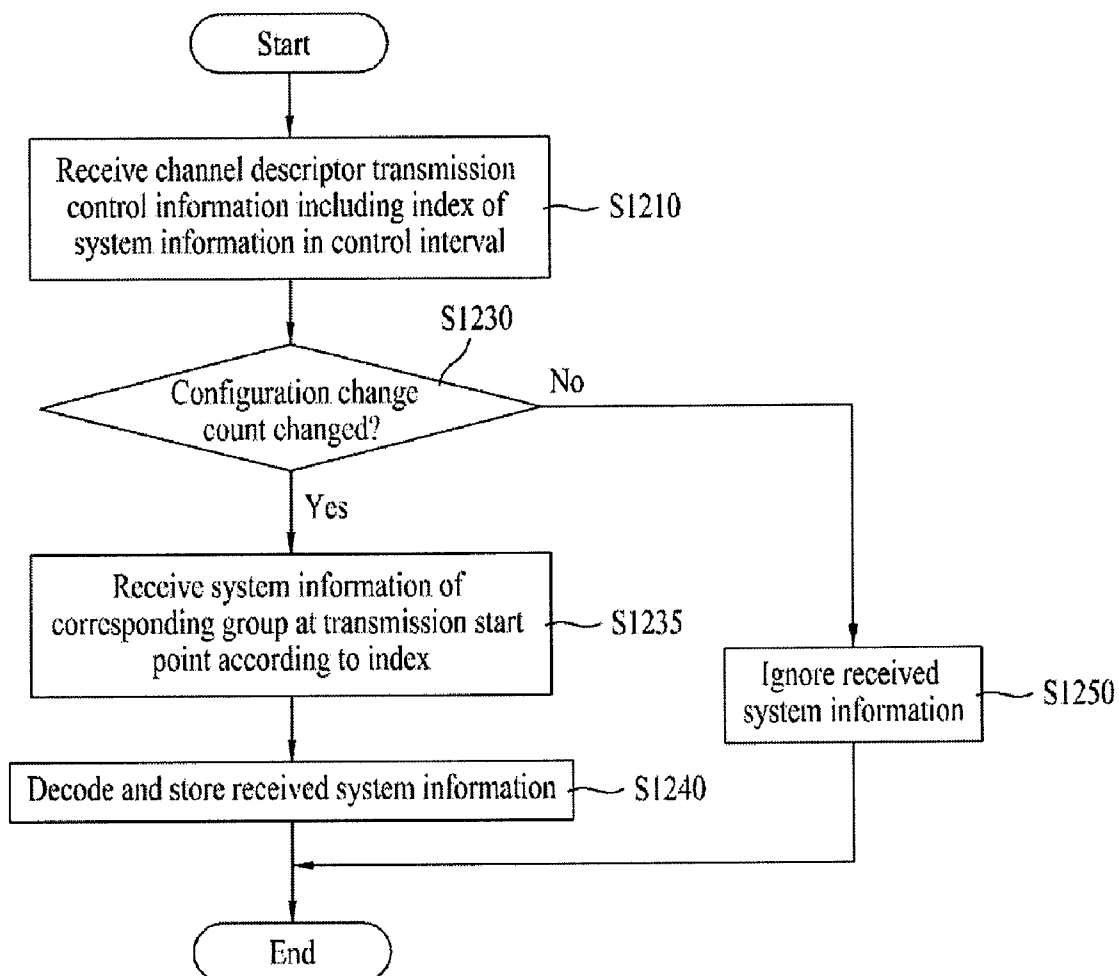 Start
Receive channel descriptor transmission
control information including index of
system information in control interval
S1210
S1230
Configuration change
count changed?
No
Yes
Receive system information of
corresponding group at transmission start
point according to index
S1235
Ignore received
system information
S1250
Decode and store received system information
S1240
End